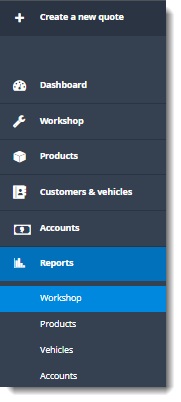 Create a new quote
Dashboard
Workshop
Products
Customers & vehicles
Accounts
Reports
Workshop
Products
Vehicles
Accounts